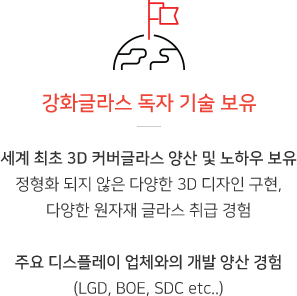 강화글라스 독자 기술 보유
세계 최초 3D 커버글라스 양산 및 노하우 보유
정형화 되지 않은 다양한 3D 디자인 구현,
다양한 원자재 글라스 취급 경험
주요 디스플레이 업체와의 개발 양산 경험
(LGD, BOE, SDC etc..)